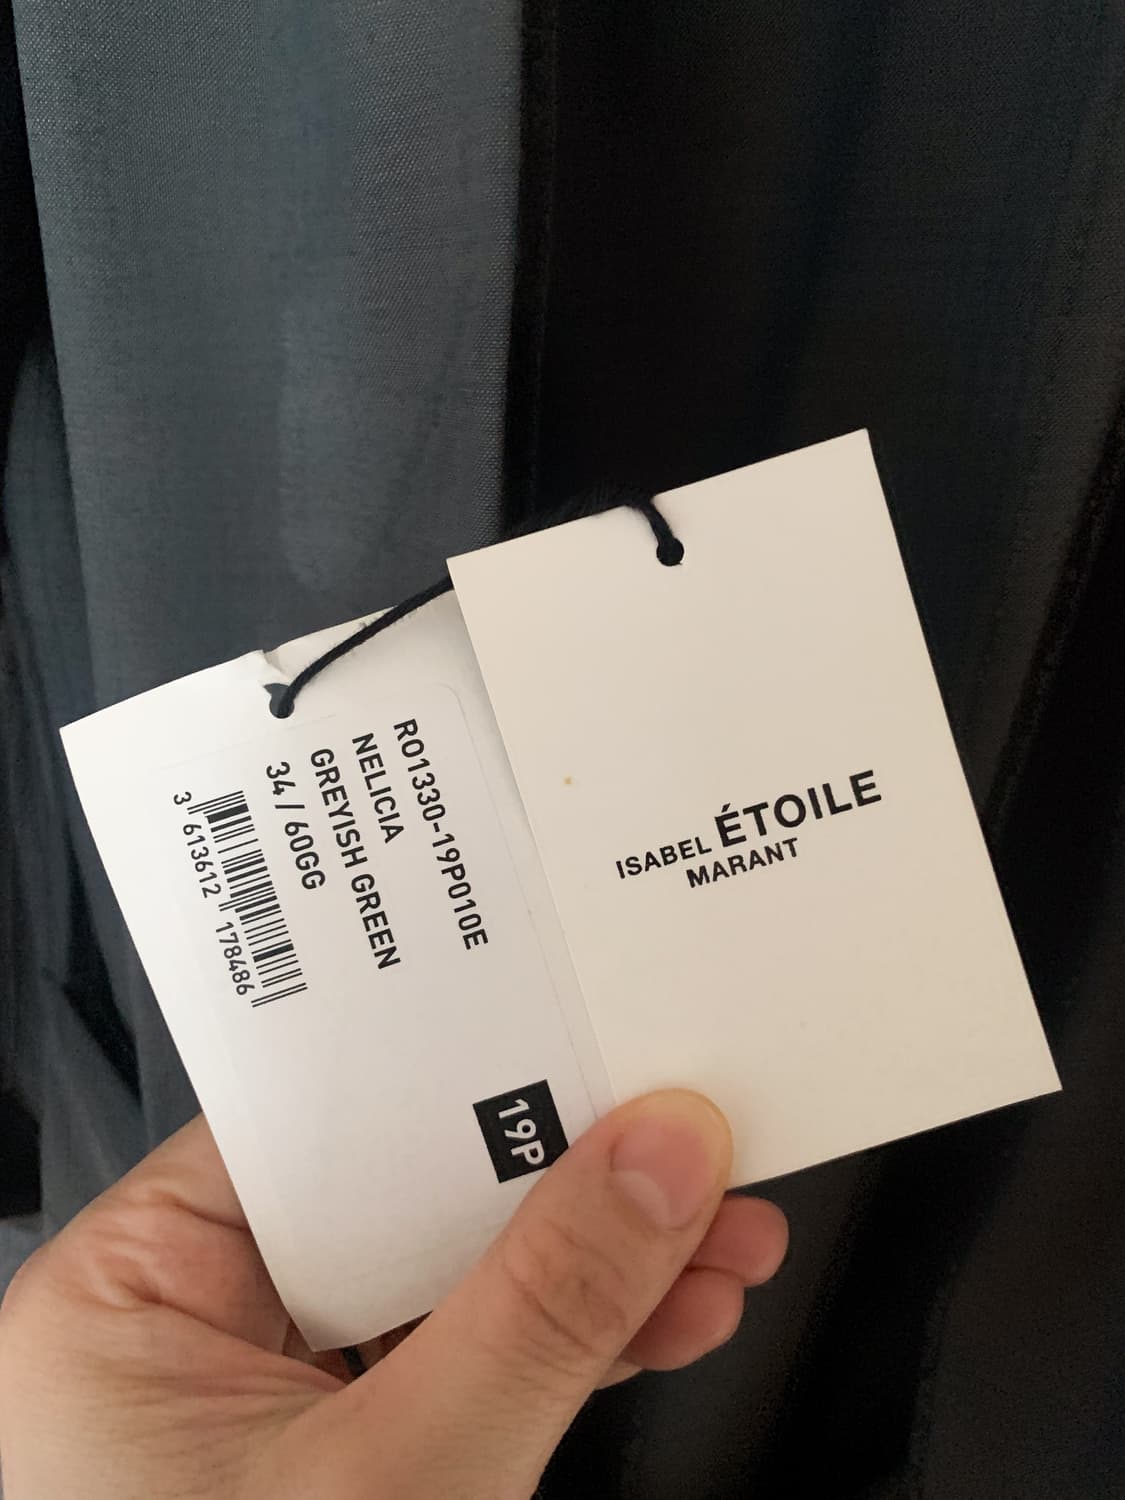 RO1330-19P010E
NELICIA
GREYISH GREEN
34 / 60GG
3 613612 178486
19P
ISABEL ÉTOILE
MARANT